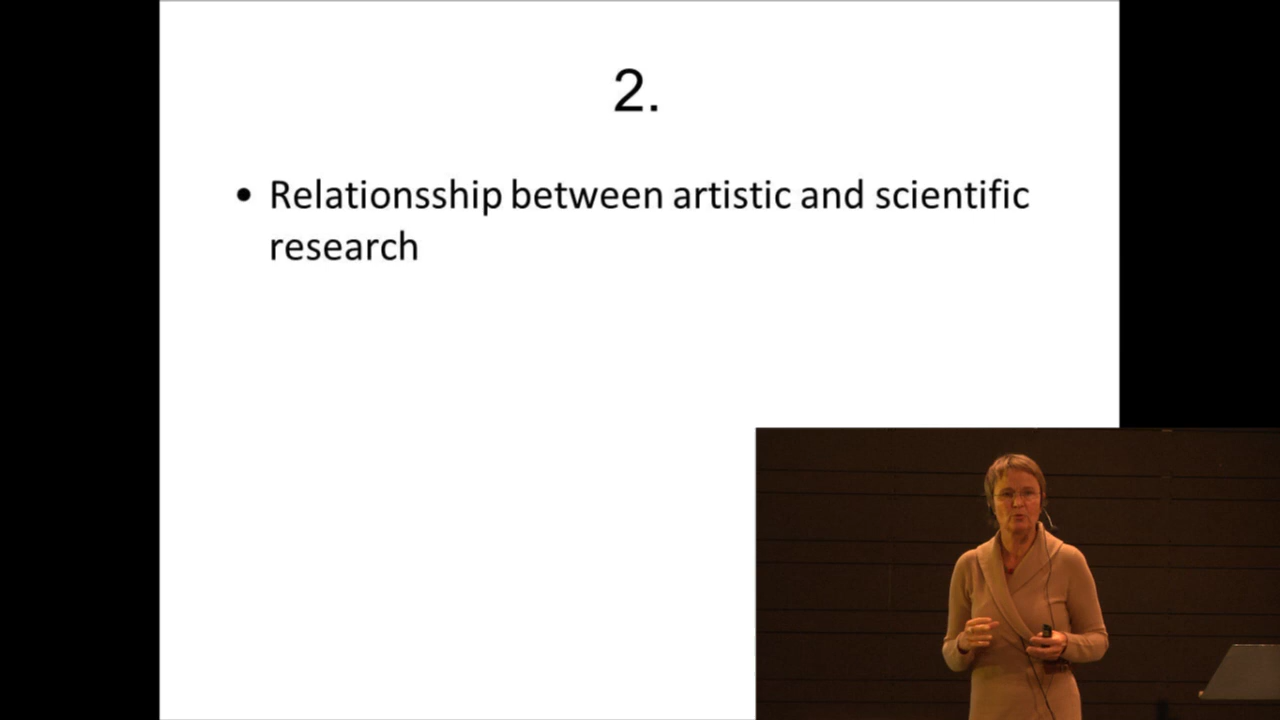 2.
• Relationsship between artistic and scientific
research